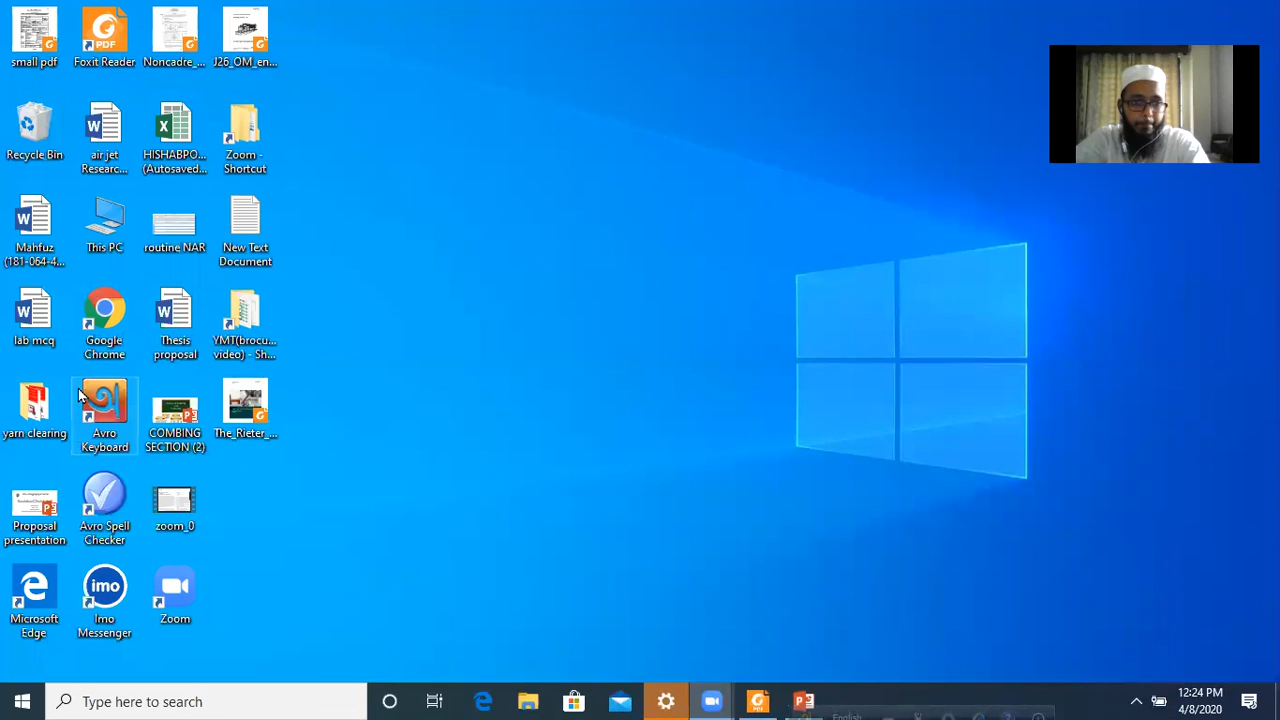 small pdf
Foxit Reader
Noncadre_...
J26_OM_en...
Recycle Bin
air jet
Researc...
HISHABPO...
(Autosaved...
Zoom -
Shortcut
Mahfuz
(181-064-4...
This PC
routine NAR
New Text
Document
lab mcq
Google
Chrome
Thesis
proposal
YMT(brocu...
video) - Sh...
yarn clearing
Avro
Keyboard
COMBING
SECTION (2)
The_Rieter_...
Proposal
presentation
Avro Spell
Checker
zoom_0
Microsoft
Edge
imo
Imo
Messenger
Zoom
Type here to search
English
12:24 PM
4/8/2020